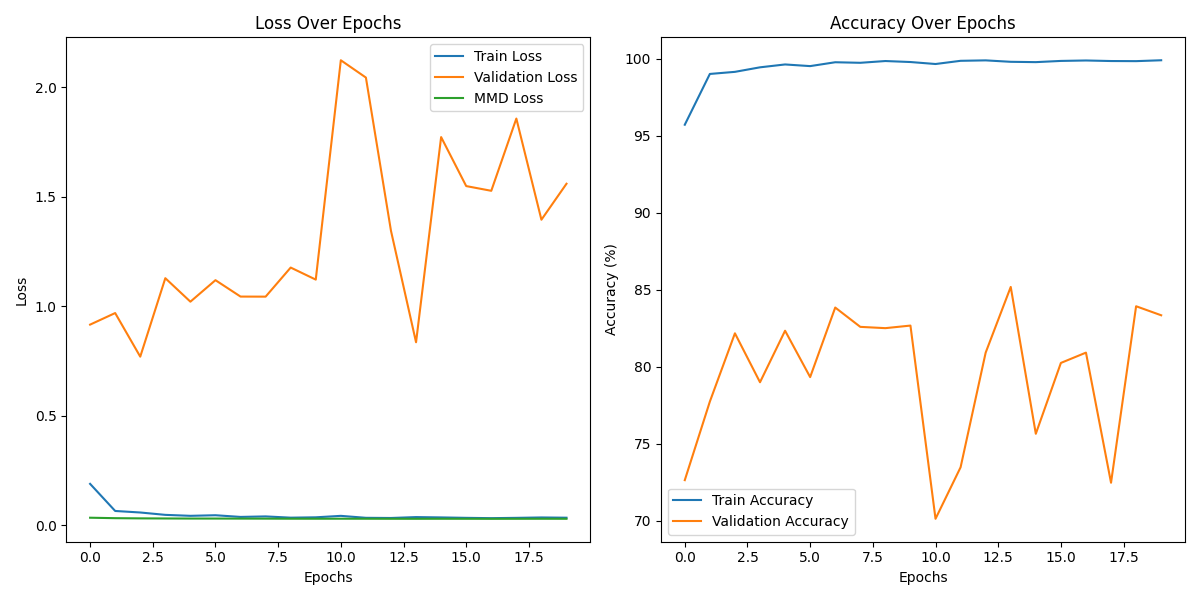 Loss Over Epochs
Train Loss
Validation Loss
MMD Loss
2.0
1.5
1.0
0.5
0.0
Loss
0.0 2.5 5.0 7.5 10.0 12.5 15.0 17.5
Epochs
Accuracy Over Epochs
100
95
90
85
80
75
70
Accuracy (%)
Train Accuracy
Validation Accuracy
0.0 2.5 5.0 7.5 10.0 12.5 15.0 17.5
Epochs